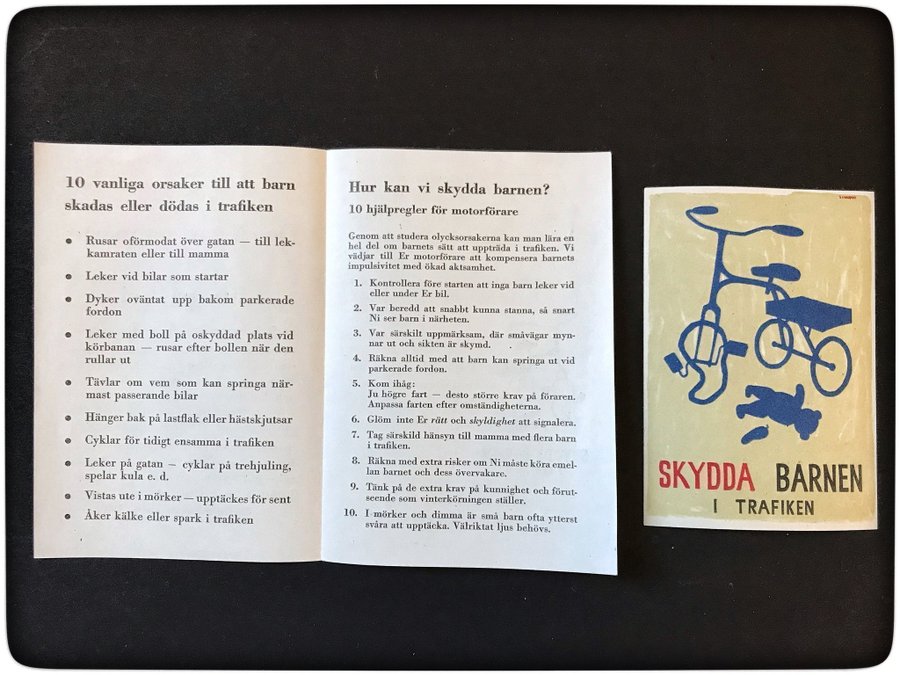 10 vanliga orsaker till att barn
skadas eller dödas i trafiken
Rusar oförmodat över gatan — till lek-
kamraten eller till mamma
Leker vid bilar som startar
Dyker oväntat upp bakom parkerade
fordon
Leker med boll på oskyddad plats vid
körbanan — rusar efter bollen när den
rullar ut
Tävlar om vem som kan springa när-
mast passerande bilar
Hänger bak på lastflak eller hästskjutsar
Cyklar för tidigt ensamma i trafiken
Leker på gatan — cyklar på trehjuling,
spelar kula e. d.
Vistas ute i mörker — upptäckes för sent
Åker kälke eller spark i trafiken
Hur kan vi skydda barnen?
10 hjälpregler för motorförare
Genom att studera olycksorsakerna kan man lära en
hel del om barnets sätt att uppträda i trafiken. Vi
vädjar till Er motorförare att kompensera barnets
impulsivitet med ökad aktsamhet.
1. Kontrollera före starten att inga barn leker vid
eller under Er bil.
2. Var beredd att snabbt kunna stanna, så snart
Ni ser barn i närheten.
3. Var särskilt uppmärksam, där småvägar myn-
nar ut och sikten är skymd.
4. Räkna alltid med att barn kan springa ut vid
parkerade fordon.
5. Kom ihåg:
Ju högre fart — desto större krav på föraren.
Anpassa farten efter omständigheterna.
6. Glöm inte Er rätt och skyldighet att signalera.
7. Tag särskild hänsyn till mamma med flera barn
i trafiken.
8. Räkna med extra risker om Ni måste köra emel-
lan barnet och dess övervakare.
9. Tänk på de extra krav på kunnighet och förut-
seende som vinterkörningen ställer.
10. I mörker och dimma är små barn ofta ytterst
svåra att upptäcka. Välriktat ljus behövs.
SKYDDA BARNEN
I TRAFIKEN